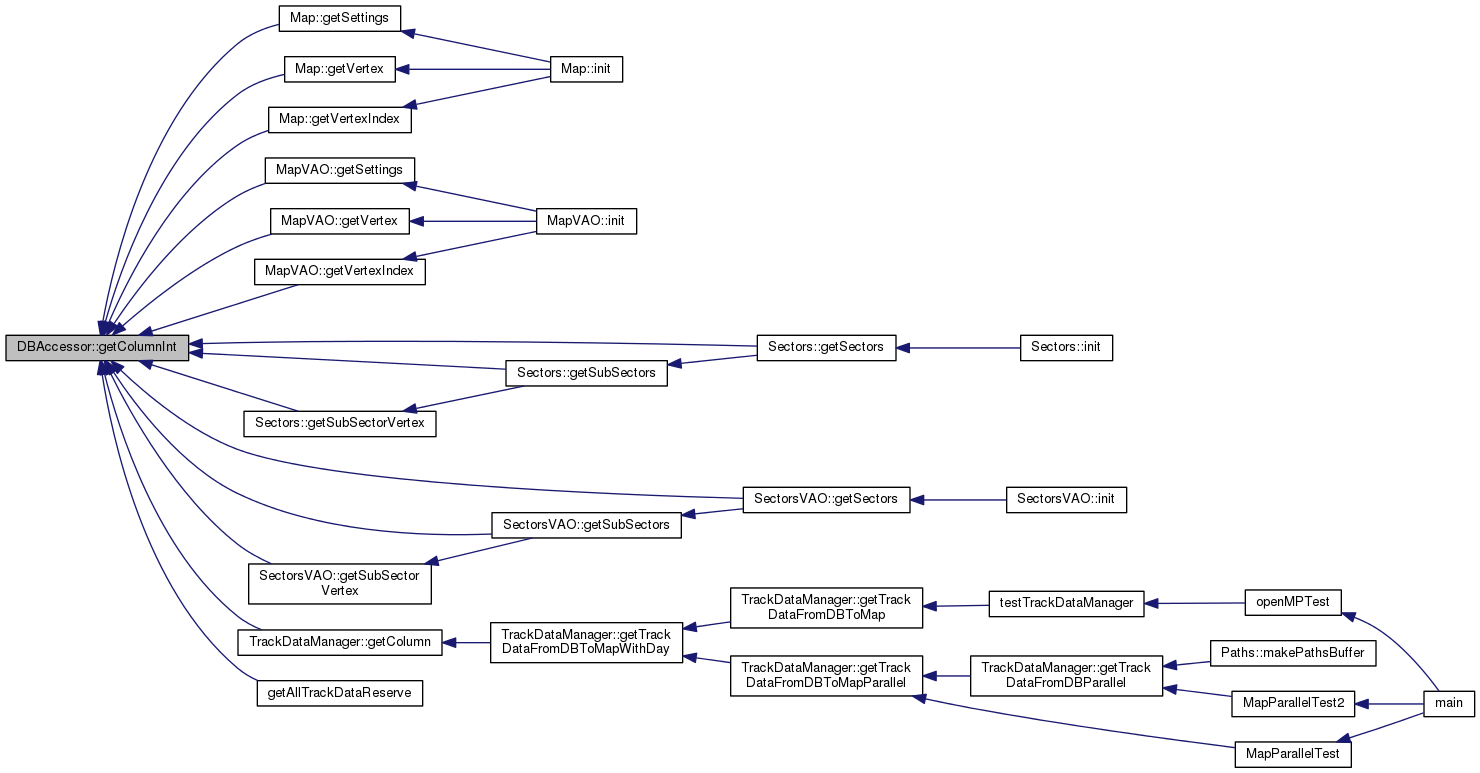 Map::getSettings
Map::getVertex
Map::init
Map::getVertexIndex
MapVAO::getSettings
MapVAO::getVertex
MapVAO::init
MapVAO::getVertexIndex
DBAccessor::getColumnInt
Sectors::getSectors
Sectors::init
Sectors::getSubSectors
Sectors::getSubSectorVertex
SectorsVAO::getSectors
SectorsVAO::init
SectorsVAO::getSubSectors
SectorsVAO::getSubSector
Vertex
TrackDataManager::getTrack
DataFromDBToMap
testTrackDataManager
openMPTest
TrackDataManager::getColumn
TrackDataManager::getTrack
DataFromDBToMapWithDay
Paths::makePathsBuffer
TrackDataManager::getTrack
DataFromDBToMapParallel
TrackDataManager::getTrack
DataFromDBParallel
getAllTrackDataReserve
MapParallelTest2
main
MapParallelTest